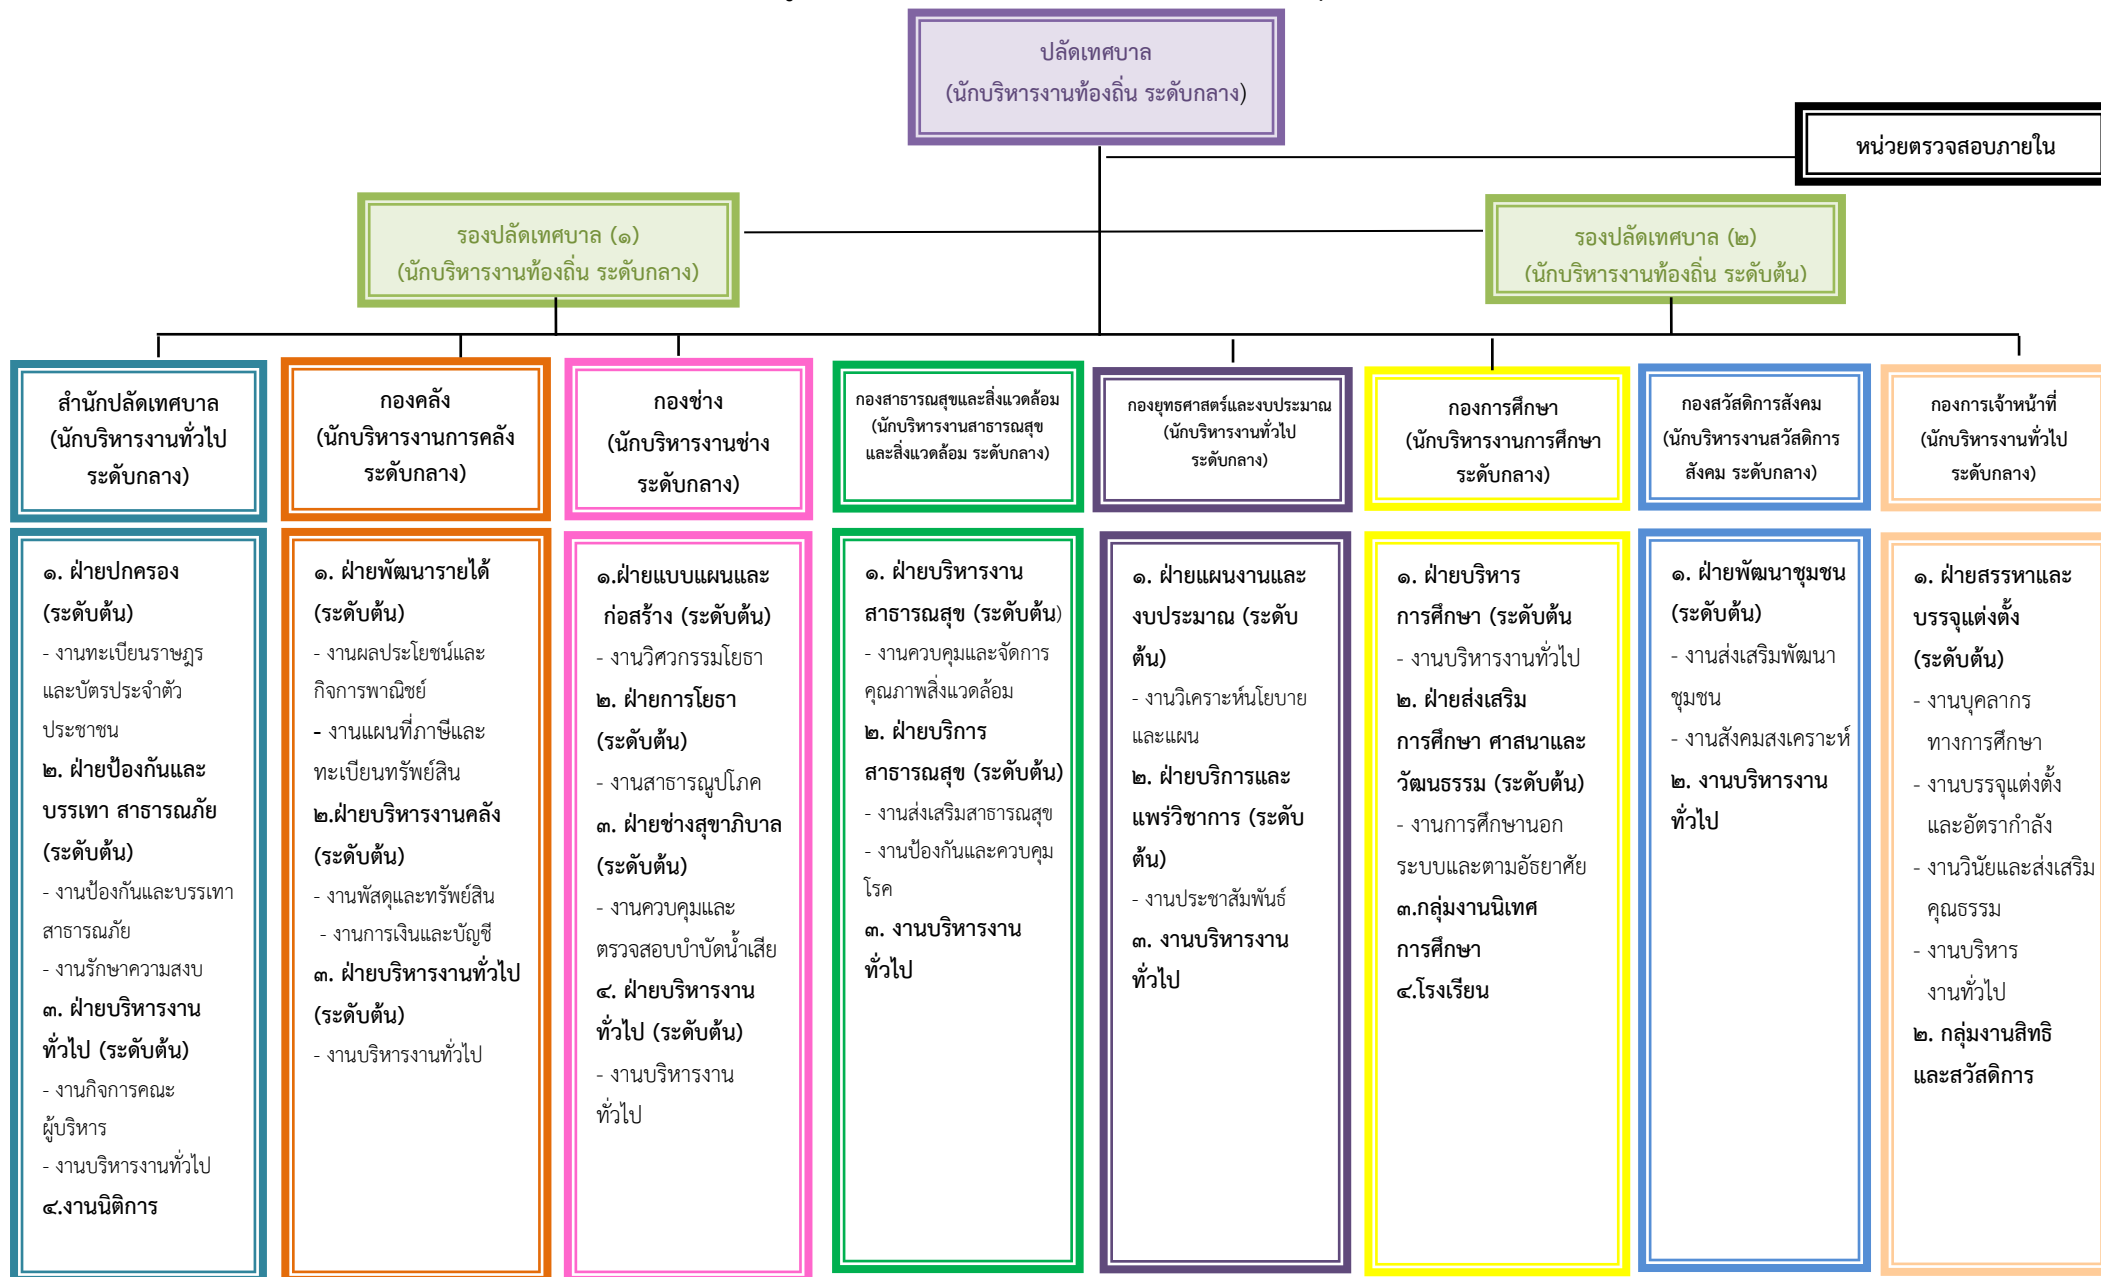 ปลัดเทศบาล
(นักบริหารงานท้องถิ่น ระดับกลาง)
หน่วยตรวจสอบภายใน
รองปลัดเทศบาล (๑)
(นักบริหารงานท้องถิ่น ระดับกลาง)
รองปลัดเทศบาล (๒)
(นักบริหารงานท้องถิ่น ระดับต้น)
สำนักปลัดเทศบาล
(นักบริหารงานทั่วไป
ระดับกลาง)
กองคลัง
(นักบริหารงานการคลัง
ระดับกลาง)
กองช่าง
(นักบริหารงานช่าง
ระดับกลาง)
กองสาธารณสุขและสิ่งแวดล้อม
(นักบริหารงานสาธารณสุข
และสิ่งแวดล้อม ระดับกลาง)
กองยุทธศาสตร์และงบประมาณ
(นักบริหารงานทั่วไป
ระดับกลาง)
กองการศึกษา
(นักบริหารงานการศึกษา
ระดับกลาง)
กองสวัสดิการสังคม
(นักบริหารงานสวัสดิการ
สังคม ระดับกลาง)
กองการเจ้าหน้าที่
(นักบริหารงานทั่วไป
ระดับกลาง)
๑. ฝ่ายปกครอง
(ระดับต้น)
- งานทะเบียนราษฎร
และบัตรประจำตัว
ประชาชน
๒. ฝ่ายป้องกันและ
บรรเทา สาธารณภัย
(ระดับต้น)
- งานป้องกันและบรรเทา
สาธารณภัย
- งานรักษาความสงบ
๓. ฝ่ายบริหารงาน
ทั่วไป (ระดับต้น)
- งานกิจการคณะ
ผู้บริหาร
- งานบริหารงานทั่วไป
๔.งานนิติการ
๑. ฝ่ายพัฒนารายได้
(ระดับต้น)
- งานผลประโยชน์และ
กิจการพาณิชย์
- งานแผนที่ภาษีและ
ทะเบียนทรัพย์สิน
๒.ฝ่ายบริหารงานคลัง
(ระดับต้น)
- งานพัสดุและทรัพย์สิน
- งานการเงินและบัญชี
๓. ฝ่ายบริหารงานทั่วไป
(ระดับต้น)
- งานบริหารงานทั่วไป
๑.ฝ่ายแบบแผนและ
ก่อสร้าง (ระดับต้น)
- งานวิศวกรรมโยธา
๒. ฝ่ายการโยธา
(ระดับต้น)
- งานสาธารณูปโภค
๓. ฝ่ายช่างสุขาภิบาล
(ระดับต้น)
- งานควบคุมและ
ตรวจสอบบำบัดน้ำเสีย
๔. ฝ่ายบริหารงาน
ทั่วไป (ระดับต้น)
- งานบริหารงาน
ทั่วไป
๑. ฝ่ายบริหารงาน
สาธารณสุข (ระดับต้น)
- งานควบคุมและจัดการ
คุณภาพสิ่งแวดล้อม
๒. ฝ่ายบริการ
สาธารณสุข (ระดับต้น)
- งานส่งเสริมสาธารณสุข
- งานป้องกันและควบคุม
โรค
๓. งานบริหารงาน
ทั่วไป
๑. ฝ่ายแผนงานและ
งบประมาณ (ระดับ
ต้น)
- งานวิเคราะห์นโยบาย
และแผน
๒. ฝ่ายบริการและ
แพร่วิชาการ (ระดับ
ต้น)
- งานประชาสัมพันธ์
๓. งานบริหารงาน
ทั่วไป
๑. ฝ่ายบริหาร
การศึกษา (ระดับต้น
- งานบริหารงานทั่วไป
๒. ฝ่ายส่งเสริม
การศึกษา ศาสนาและ
วัฒนธรรม (ระดับต้น)
- งานการศึกษานอก
ระบบและตามอัธยาศัย
๓.กลุ่มงานนิเทศ
การศึกษา
๔.โรงเรียน
๑. ฝ่ายพัฒนาชุมชน
(ระดับต้น)
- งานส่งเสริมพัฒนา
ชุมชน
- งานสังคมสงเคราะห์
๒. งานบริหารงาน
ทั่วไป
๑. ฝ่ายสรรหาและ
บรรจุแต่งตั้ง
(ระดับต้น)
- งานบุคลากร
ทางการศึกษา
- งานบรรจุแต่งตั้ง
และอัตรากำลัง
- งานวินัยและส่งเสริม
คุณธรรม
- งานบริหาร
งานทั่วไป
๒. กลุ่มงานสิทธิ
และสวัสดิการ